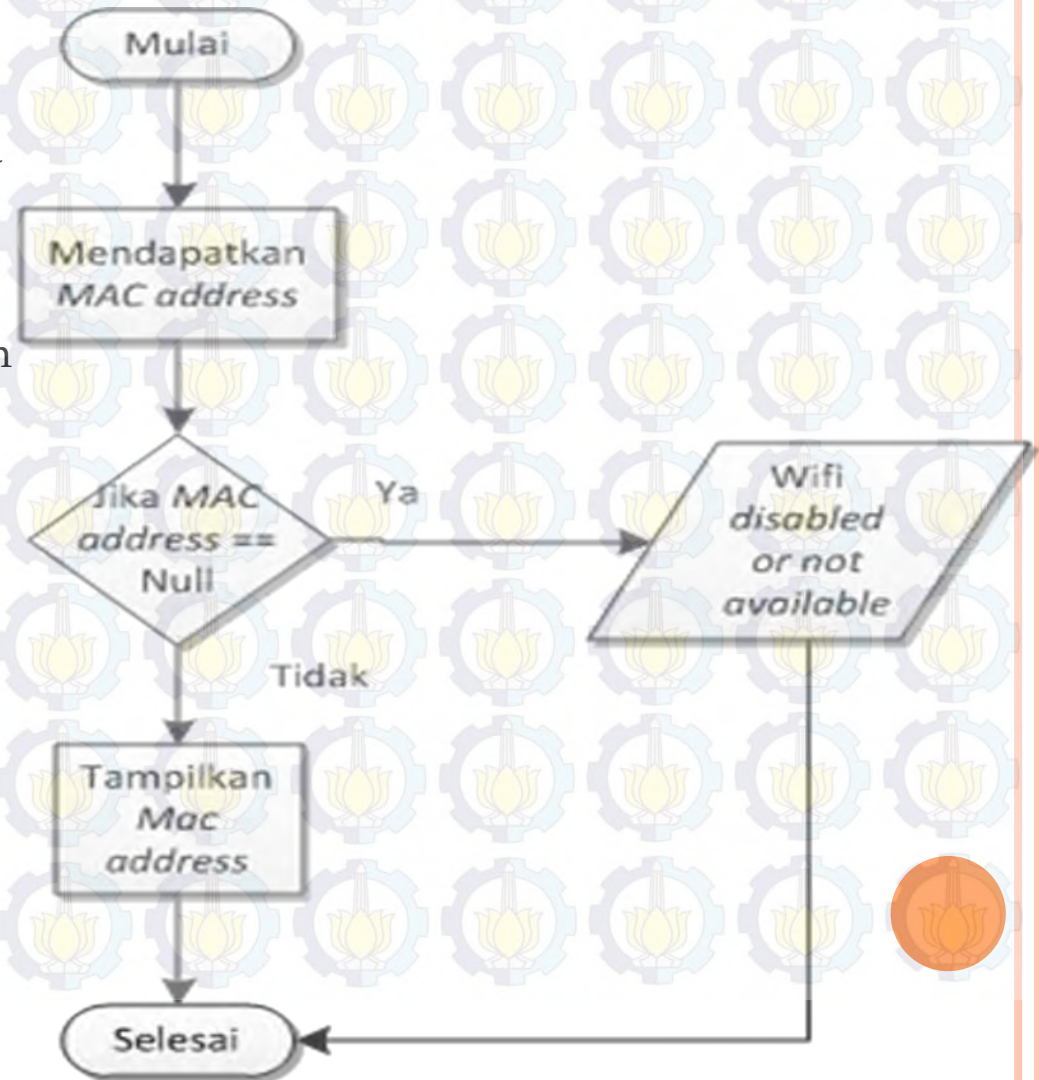 Mulai
Mendapatkan
MAC address
n
Jika MAC
address ==
Null
Ya
Wifi
disabled
or not
available
Tidak
Tampilkan
Mac
address
Selesai